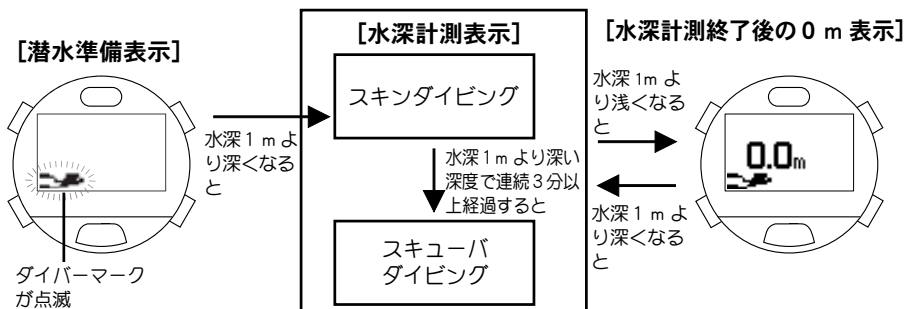 [潜水準備表示]
水深1 m よ
り深くなる
と
ダイバーマーク
が点滅
[水深計測表示]
スキンダイビング
水深1m より深い
深度で連続3分以
上経過すると
スキューバ
ダイビング
[水深計測終了後の0 m 表示]
水深1m よ
り浅くなる
と
水深1 m よ
り深くなる
と
0.0m